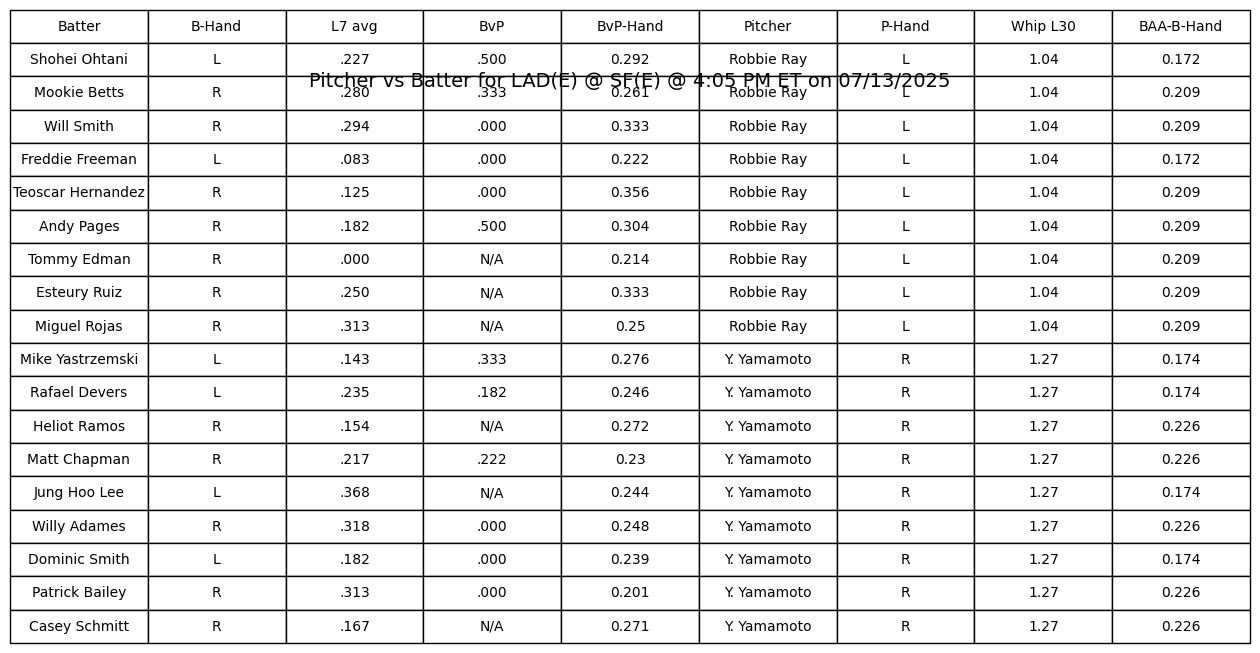 Batter B-Hand L7 avg BvP BvP-Hand Pitcher P-Hand Whip L30 BAA-B-Hand
Shohei Ohtani L .227 .500 0.292 Robbie Ray L 1.04 0.172
Pitcher vs Batter for LAD(E) @ SF(E) @ 4:05 PM ET on 07/13/2025
Mookie Betts R .280 .333 0.261 Robbie Ray L 1.04 0.209
Will Smith R .294 .000 0.333 Robbie Ray L 1.04 0.209
Freddie Freeman L .083 .000 0.222 Robbie Ray L 1.04 0.172
Teoscar Hernandez R .125 .000 0.356 Robbie Ray L 1.04 0.209
Andy Pages R .182 .500 0.304 Robbie Ray L 1.04 0.209
Tommy Edman R .000 N/A 0.214 Robbie Ray L 1.04 0.209
Esteury Ruiz R .250 N/A 0.333 Robbie Ray L 1.04 0.209
Miguel Rojas R .313 N/A 0.25 Robbie Ray L 1.04 0.209
Mike Yastrzemski L .143 .333 0.276 Y. Yamamoto R 1.27 0.174
Rafael Devers L .235 .182 0.246 Y. Yamamoto R 1.27 0.174
Heliot Ramos R .154 N/A 0.272 Y. Yamamoto R 1.27 0.226
Matt Chapman R .217 .222 0.23 Y. Yamamoto R 1.27 0.226
Jung Hoo Lee L .368 N/A 0.244 Y. Yamamoto R 1.27 0.174
Willy Adames R .318 .000 0.248 Y. Yamamoto R 1.27 0.226
Dominic Smith L .182 .000 0.239 Y. Yamamoto R 1.27 0.174
Patrick Bailey R .313 .000 0.201 Y. Yamamoto R 1.27 0.226
Casey Schmitt R .167 N/A 0.271 Y. Yamamoto R 1.27 0.226